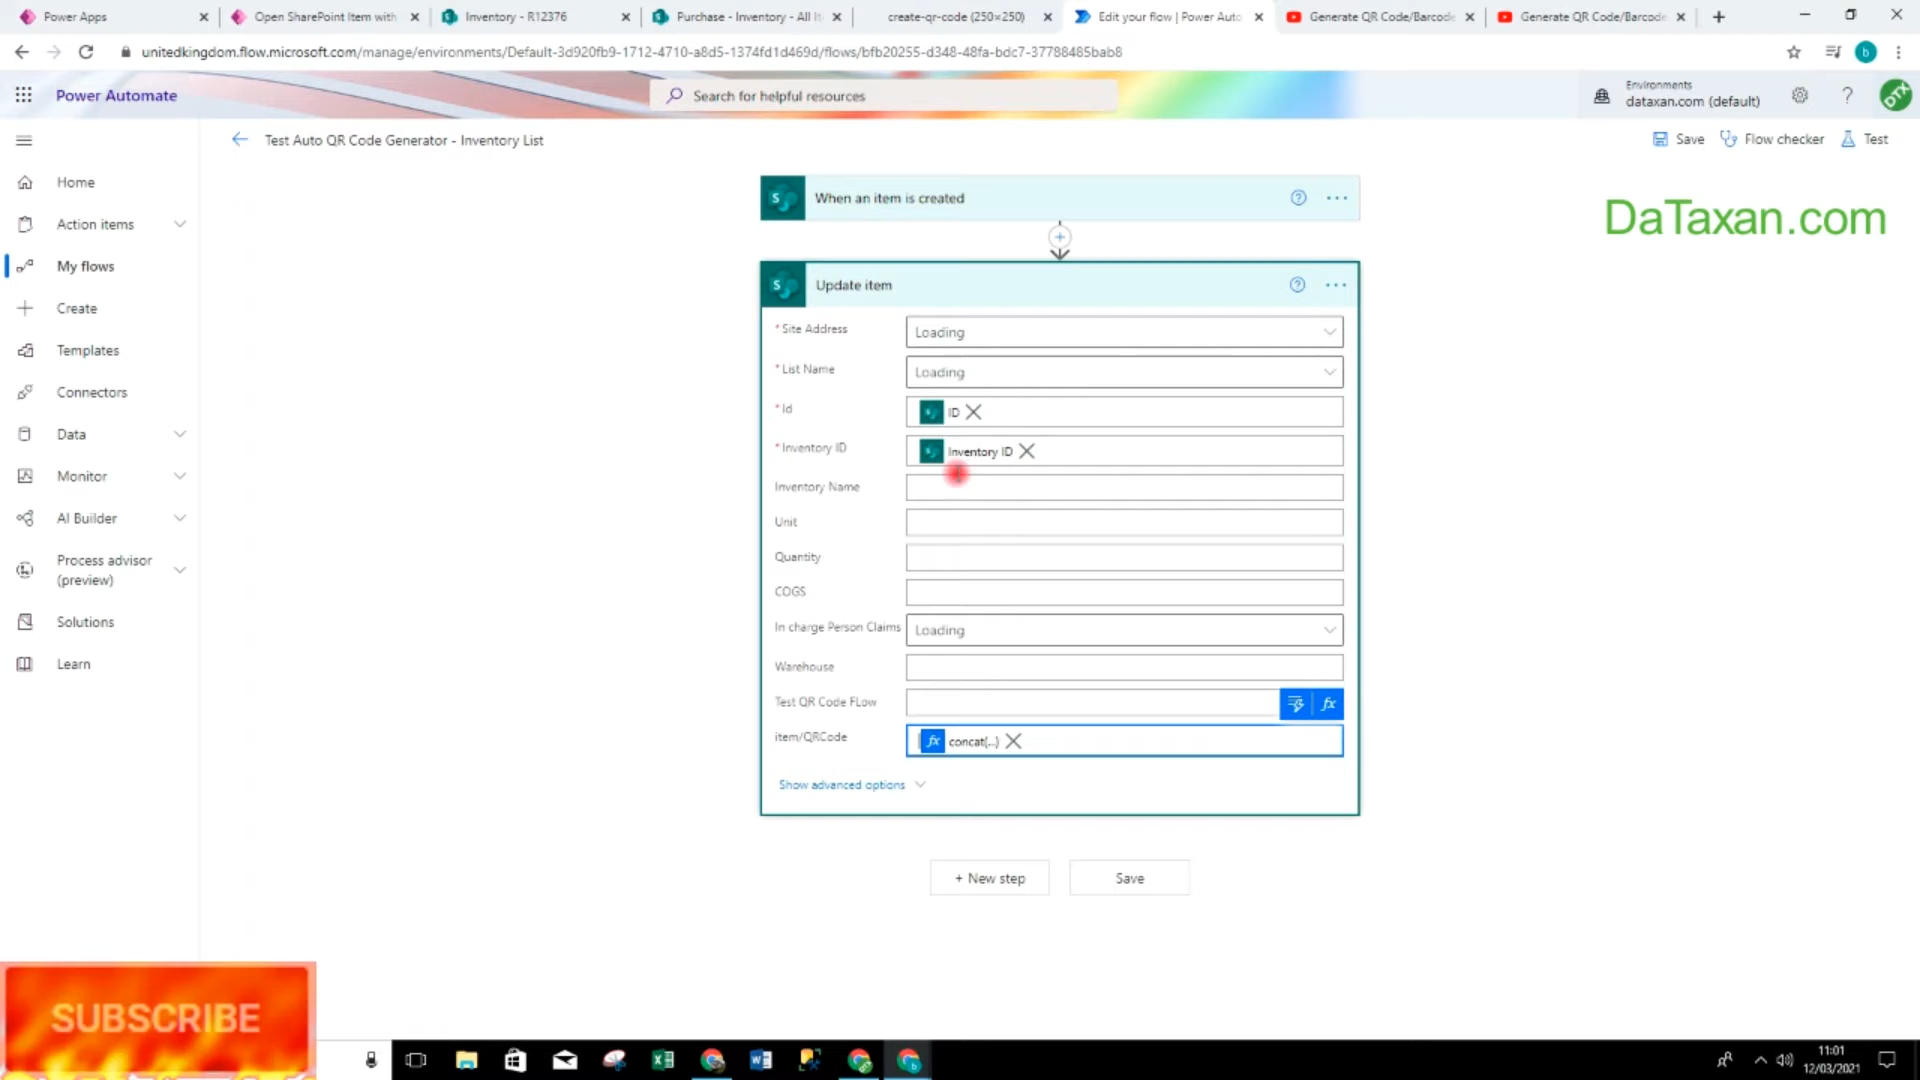 Power Apps
Open SharePoint Item with
Inventory - R12376
Purchase - Inventory - All It
create-qr-code (250×250)
Edit your flow | Power Auto
Generate QR Code/Barcode
Generate QR Code/Barcode
unitedkingdom.flow.microsoft.com/manage/environments/Default-3d920fb9-1712-4710-a8d5-1374fd1d469d/flows/bfb20255-d348-48fa-bdc7-37788485bab8
b
Power Automate
Search for helpful resources
Environments
dataxan.com (default)
?
DTX
Test Auto QR Code Generator - Inventory List
Save
Flow checker
Test
Home
Action items
My flows
Create
Templates
Connectors
Data
Monitor
AI Builder
Process advisor
(preview)
Solutions
Learn
When an item is created
DaTaxan.com
Update item
* Site Address
Loading
* List Name
Loading
* Id
ID
* Inventory ID
Inventory ID
Inventory Name
Unit
Quantity
COGS
In charge Person Claims
Loading
Warehouse
Test QR Code FLow
fx
item/QRCode
fx concat(...)
Show advanced options
+ New step
Save
SUBSCRIBE
11:01
12/03/2021